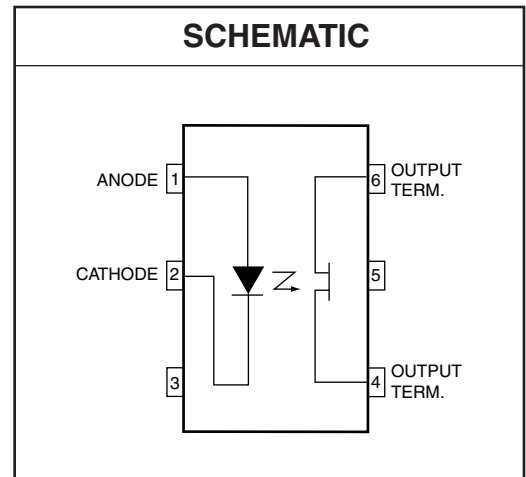 SCHEMATIC
ANODE 1
CATHODE 2
3
6 OUTPUT
TERM.
5
4 OUTPUT
TERM.